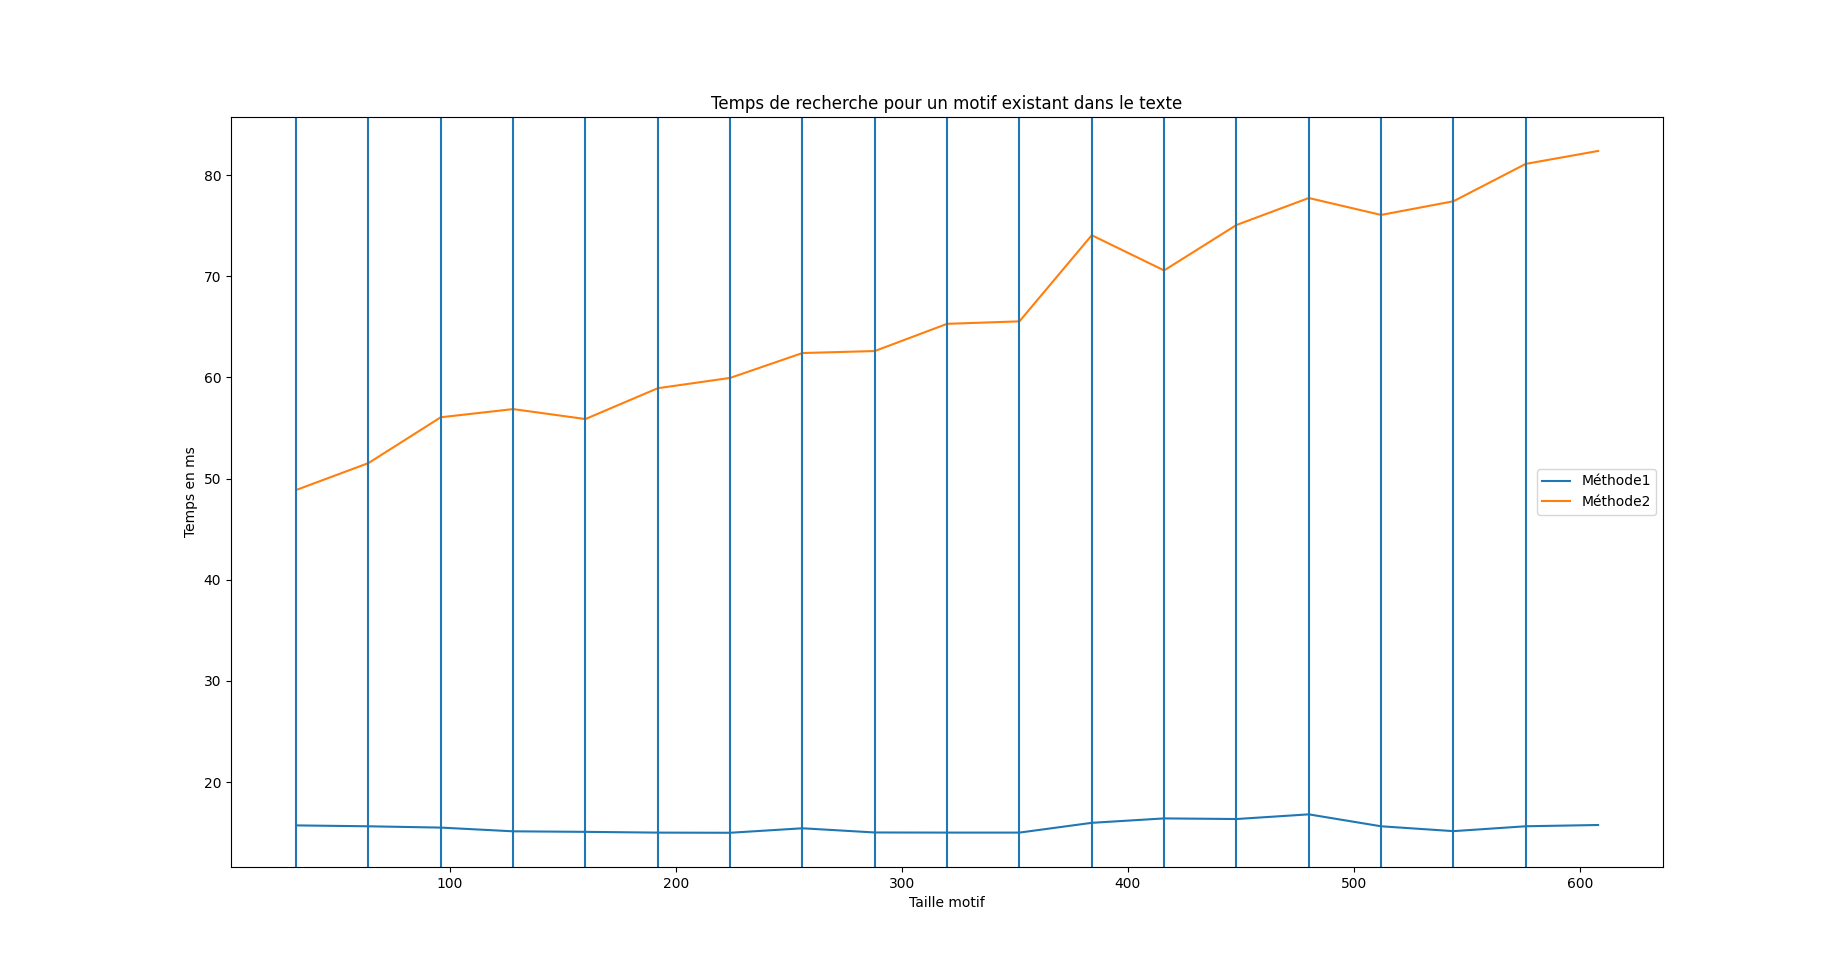 Temps de recherche pour un motif existant dans le texte
80
70
60
50
40
30
20
Temps en ms
Méthode1
Méthode2
100 200 300 400 500 600
Taille motif